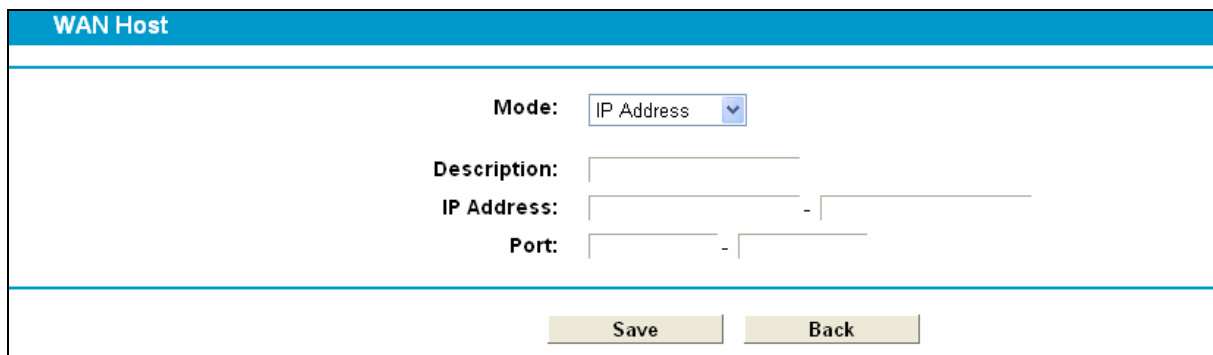 WAN Host
Mode: IP Address
Description:
IP Address: -
Port: -
Save Back